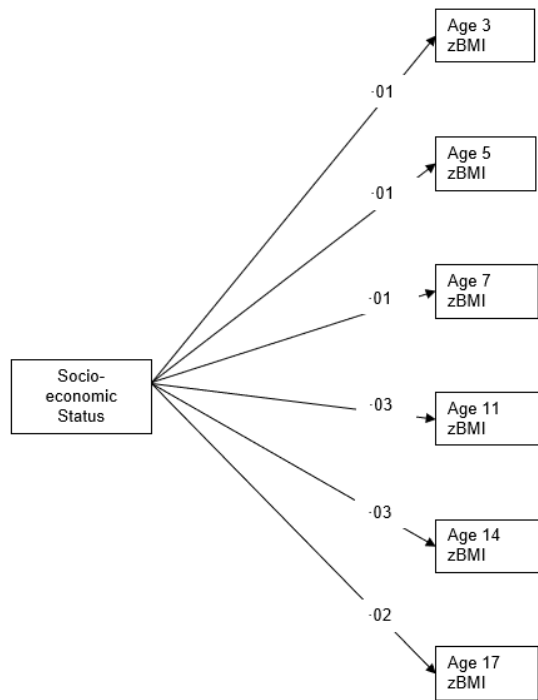 Age 3
zBMI
·01
Age 5
zBMI
·01
Age 7
zBMI
·01
Socio-
economic
Status
Age 11
zBMI
·03
Age 14
zBMI
·03
·02
Age 17
zBMI